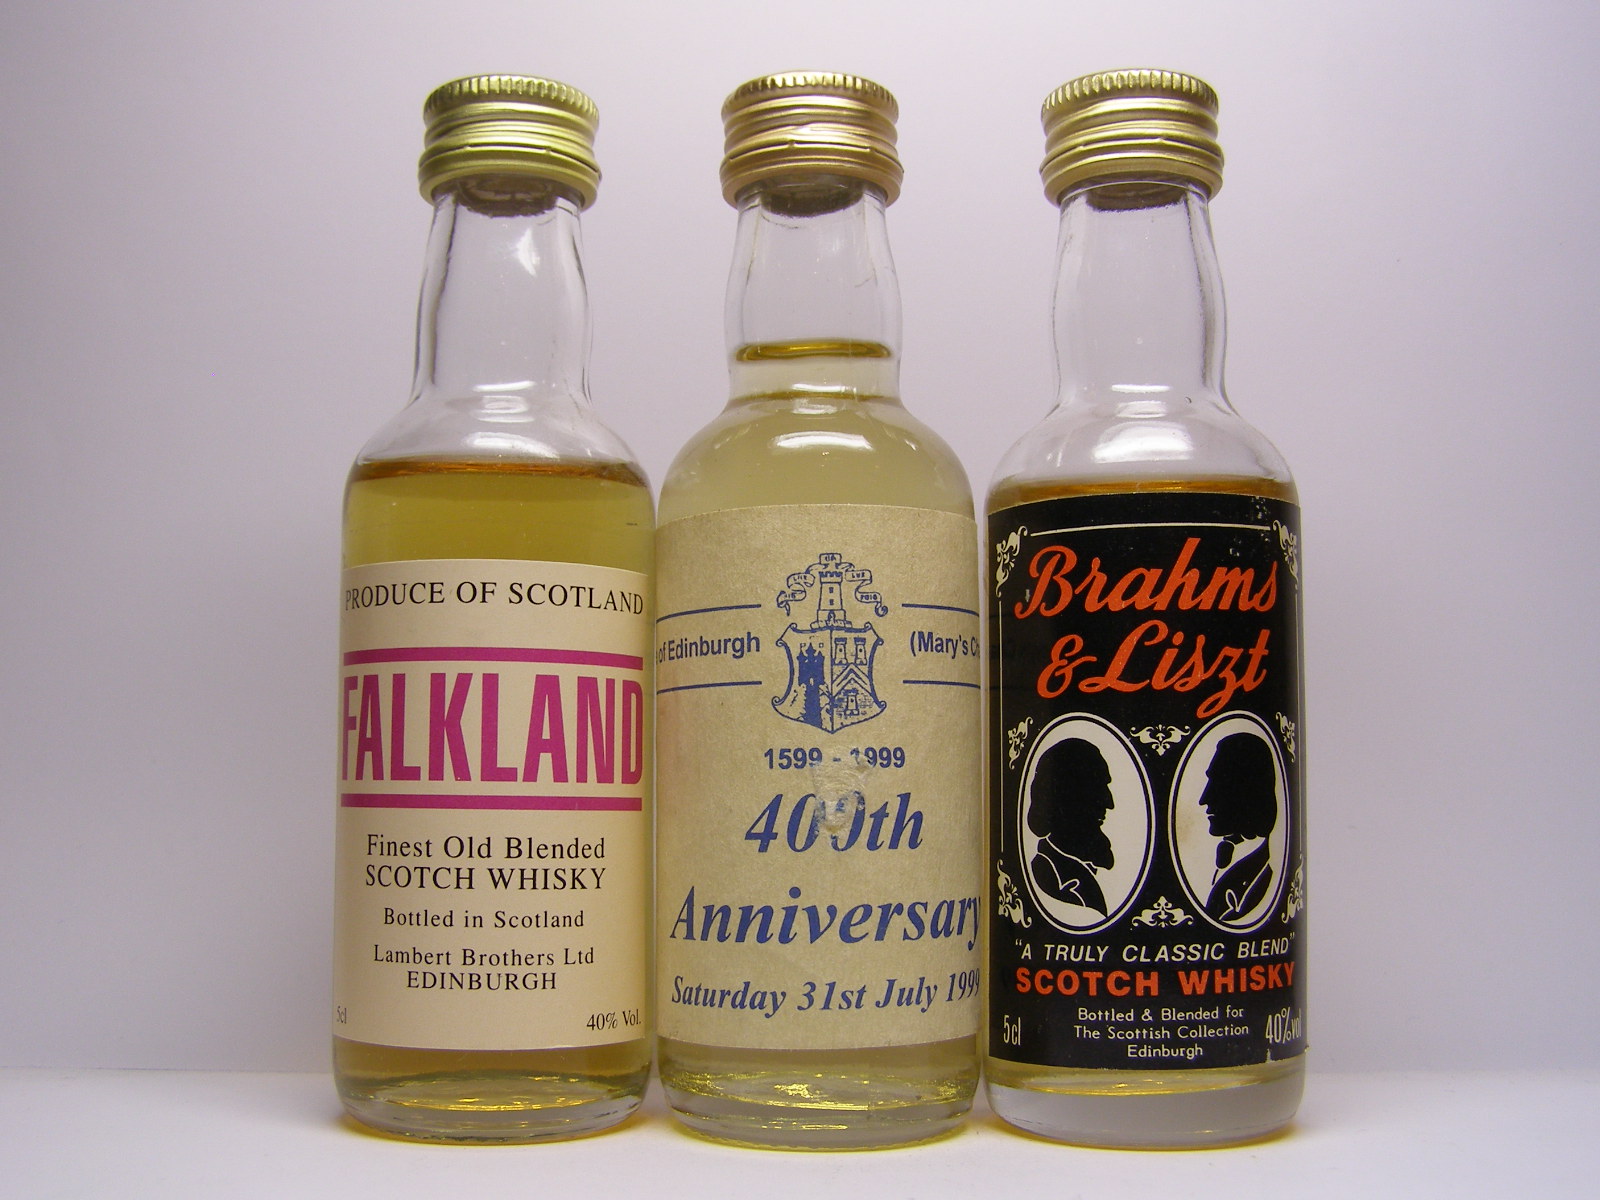 PRODUCE OF SCOTLAND
FALKLAND
Finest Old Blended
SCOTCH WHISKY
Bottled in Scotland
Lambert Brothers Ltd
EDINBURGH
5cl 40% Vol.
of Edinburgh (Mary's
1599 - 1999
400th
Anniversary
Saturday 31st July 1999
Brahms
& Liszt
"A TRULY CLASSIC BLEND"
SCOTCH WHISKY
Bottled & Blended for
The Scottish Collection
Edinburgh
5cl 40%vol